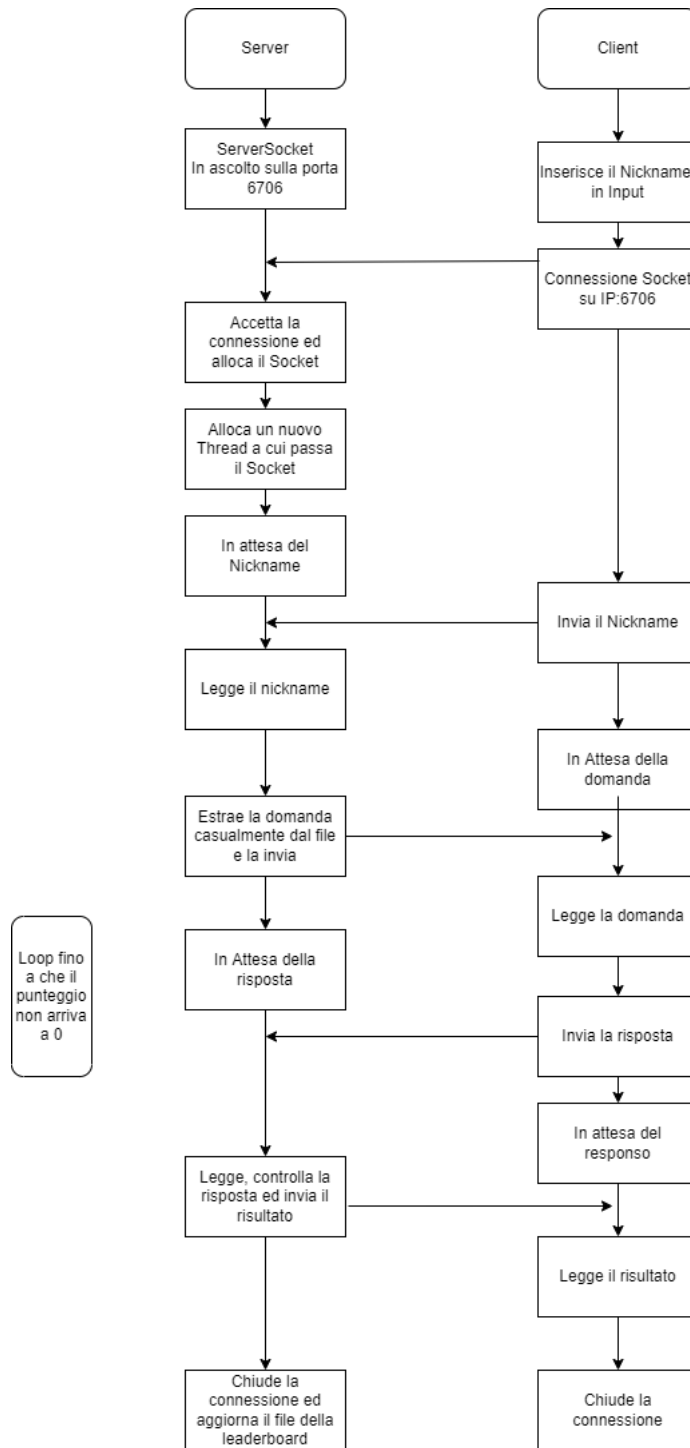 Server
Client
ServerSocket
In ascolto sulla porta
6706
Inserisce il Nickname
in Input
Connessione Socket
su IP:6706
Accetta la
connessione ed
alloca il Socket
Alloca un nuovo
Thread a cui passa
il Socket
In attesa del
Nickname
Invia il Nickname
Legge il nickname
In Attesa della
domanda
Estrae la domanda
casualmente dal file
e la invia
Legge la domanda
Loop fino
a che il
punteggio
non arriva
a 0
In Attesa della
risposta
Invia la risposta
In attesa del
responso
Legge, controlla la
risposta ed invia il
risultato
Legge il risultato
Chiude la
connessione ed
aggiorna il file della
leaderboard
Chiude la
connessione